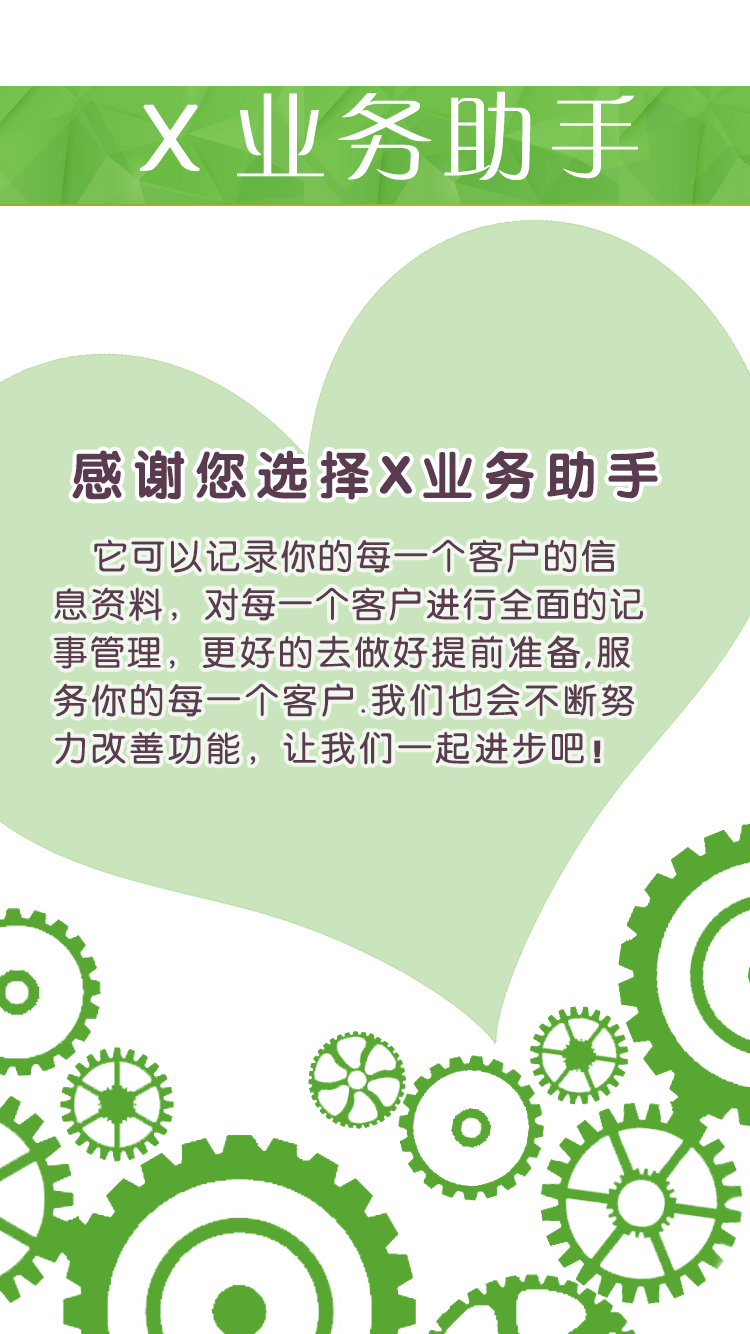 X 业务助手
感谢您选择X业务助手
它可以记录你的每一个客户的信
息资料，对每一个客户进行全面的记
事管理，更好的去做好提前准备,服
务你的每一个客户.我们也会不断努
力改善功能，让我们一起进步吧!